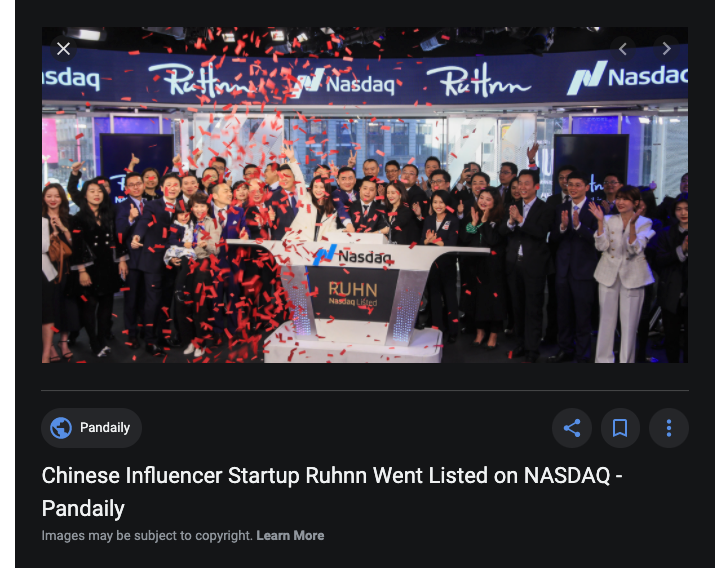 sdaq Ruhnn Nasdaq Ruhnn Nasdaq
Nasdaq
RUHN
Nasdaq Listed
Pandaily
Chinese Influencer Startup Ruhnn Went Listed on NASDAQ -
Pandaily
Images may be subject to copyright. Learn More